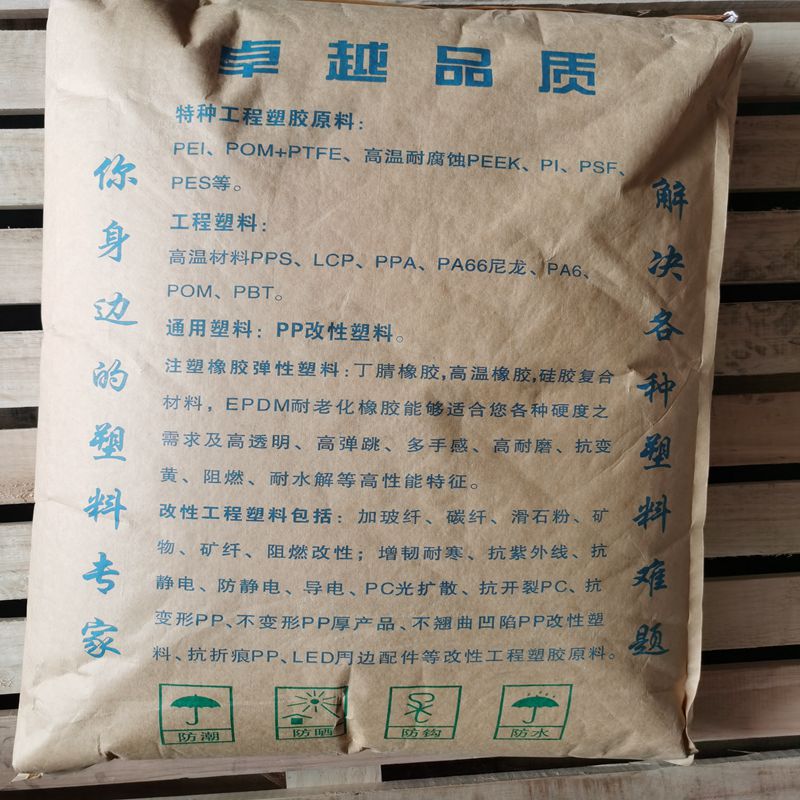 卓越品质
特种工程塑胶原料：
PEI、POM+PTFE、高温耐腐蚀PEEK、PI、PSF、
PES等。
工程塑料：
高温材料PPS、LCP、PPA、PA66尼龙、PA6、
POM、PBT。
通用塑料：PP改性塑料。
注塑橡胶弹性塑料：丁腈橡胶,高温橡胶,硅胶复合
材料，EPDM耐老化橡胶能够适合您各种硬度之
需求及高透明、高弹跳、多手感、高耐磨、抗变
黄、阻燃、耐水解等高性能特征。
改性工程塑料包括：加玻纤、碳纤、滑石粉、矿
物、矿纤、阻燃改性；增韧耐寒、抗紫外线、抗
静电、防静电、导电、PC光扩散、抗开裂PC、抗
变形PP、不变形PP厚产品、不翘曲凹陷PP改性塑
料、抗折痕PP、LED周边配件等改性工程塑胶原料。
你身边的塑料专家
解决各种塑料难题
防潮
防晒
防钩
防水